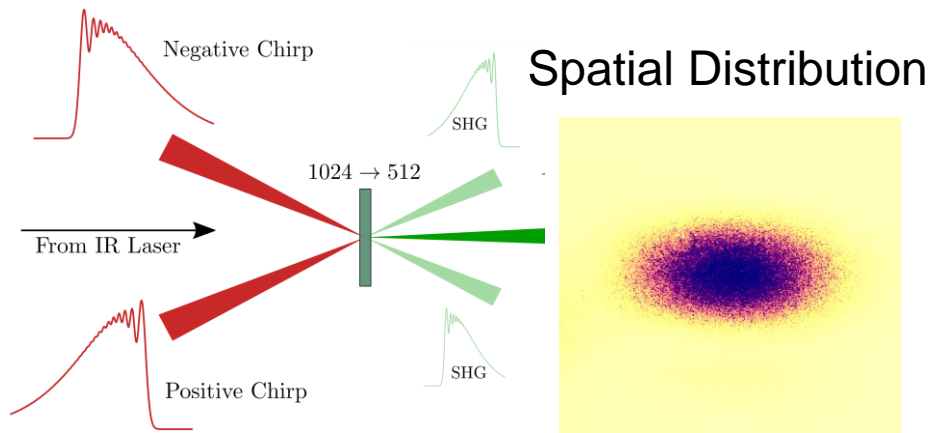 Negative Chirp
Spatial Distribution
SHG
1024 → 512
From IR Laser
Positive Chirp
SHG